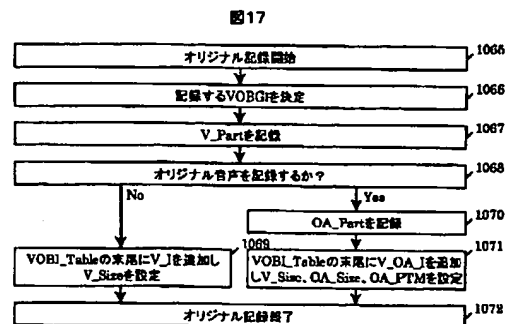 図17
オリジナル記録開始
1065
記録するVOBGIを決定
1066
V_Partを記録
1067
オリジナル音声を記録するか?
1068
No
Yes
OA_Partを記録
1070
1069
1071
VOBI_Tableの末尾にV_Iを追加し
V_Sizeを設定
VOBI_Tableの末尾にV_OA_Iを追加
しV_Size、OA_Size、OA_PTMを設定
オリジナル記録終了
1072